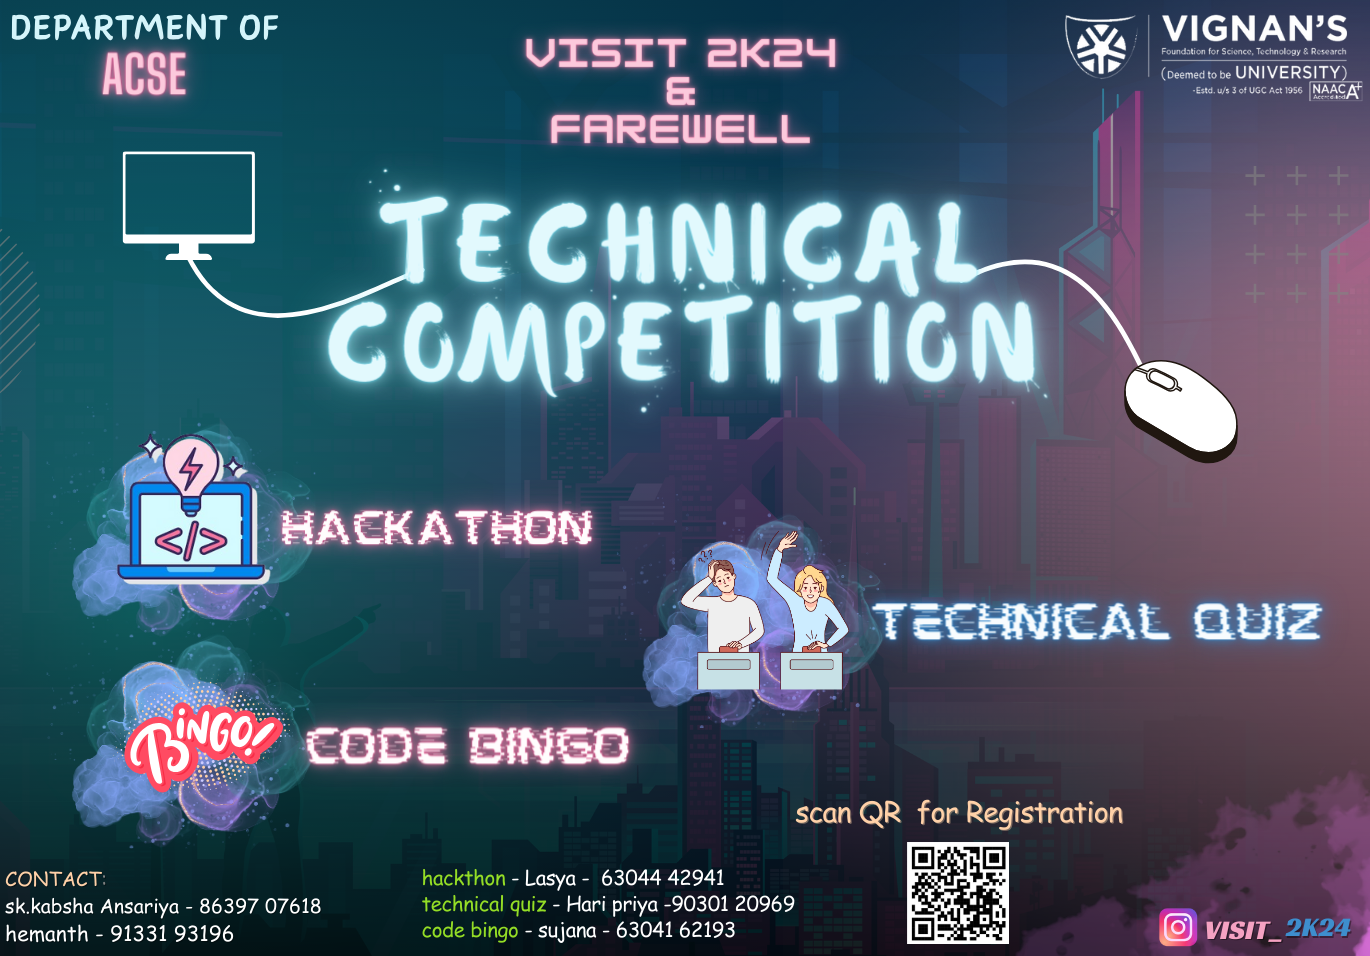 DEPARTMENT OF
ACSE
VISIT 2K24
&
FAREWELL
VIGNAN'S
Foundation for Science, Technology & Research
(Deemed to be UNIVERSITY)
-Estd. u/s 3 of UGC Act 1956
NAAC A+
Accredited
TECHNICAL
COMPETITION
</>
HACKATHON
???
TECHNICAL QUIZ
BINGO!
CODE BINGO
scan QR for Registration
CONTACT:
sk.kabsha Ansariya - 86397 07618
hemanth - 91331 93196
hackthon - Lasya - 63044 42941
technical quiz - Hari priya -90301 20969
code bingo - sujana - 63041 62193
VISIT_2K24